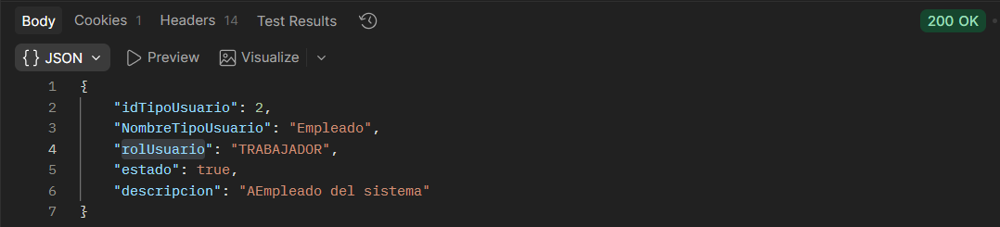 Body Cookies 1 Headers 14 Test Results 200 OK
{} JSON Preview Visualize
1 {
2 "idTipoUsuario": 2,
3 "NombreTipoUsuario": "Empleado",
4 "rolUsuario": "TRABAJADOR",
5 "estado": true,
6 "descripcion": "AEmpleado del sistema"
7 }